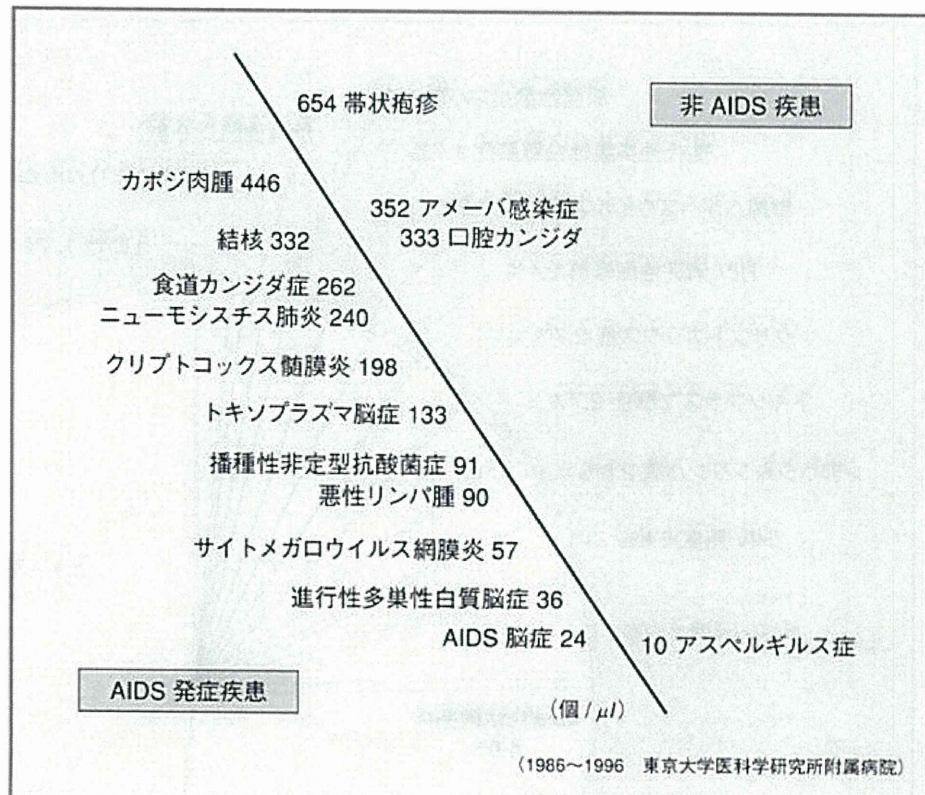 654 帯状疱疹
非 AIDS 疾患
カポジ肉腫 446
352 アメーバ感染症
結核 332
333 口腔カンジダ
食道カンジダ症 262
ニューモシスチス肺炎 240
クリプトコックス髄膜炎 198
トキソプラズマ脳症 133
播種性非定型抗酸菌症 91
悪性リンパ腫 90
サイトメガロウイルス網膜炎 57
進行性多巣性白質脳症 36
AIDS 脳症 24
10 アスペルギルス症
AIDS 発症疾患
(個 / μl)
(1986〜1996 東京大学医科学研究所附属病院)